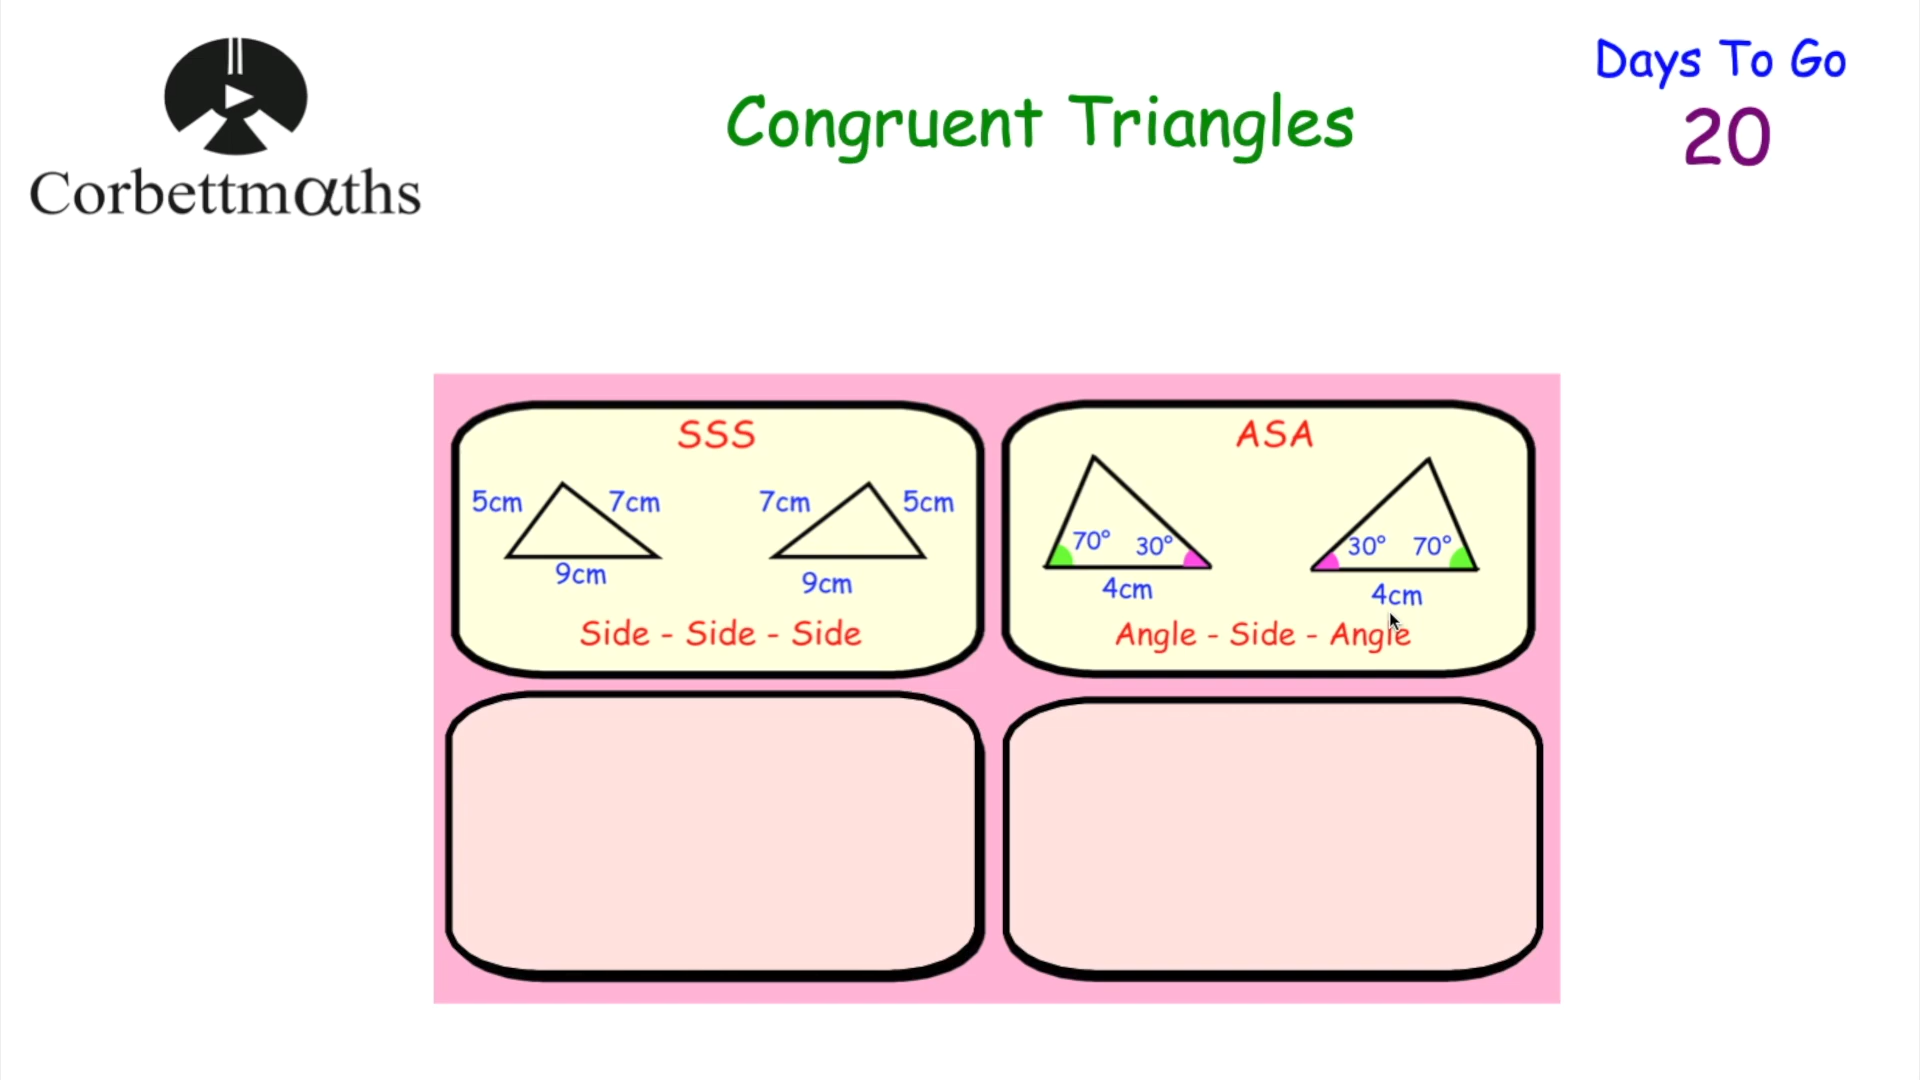 Corbettmαths
Congruent Triangles
Days To Go
20
SSS
5cm
7cm
9cm
7cm
5cm
9cm
Side - Side - Side
ASA
70°
30°
4cm
30°
70°
4cm
Angle - Side - Angle